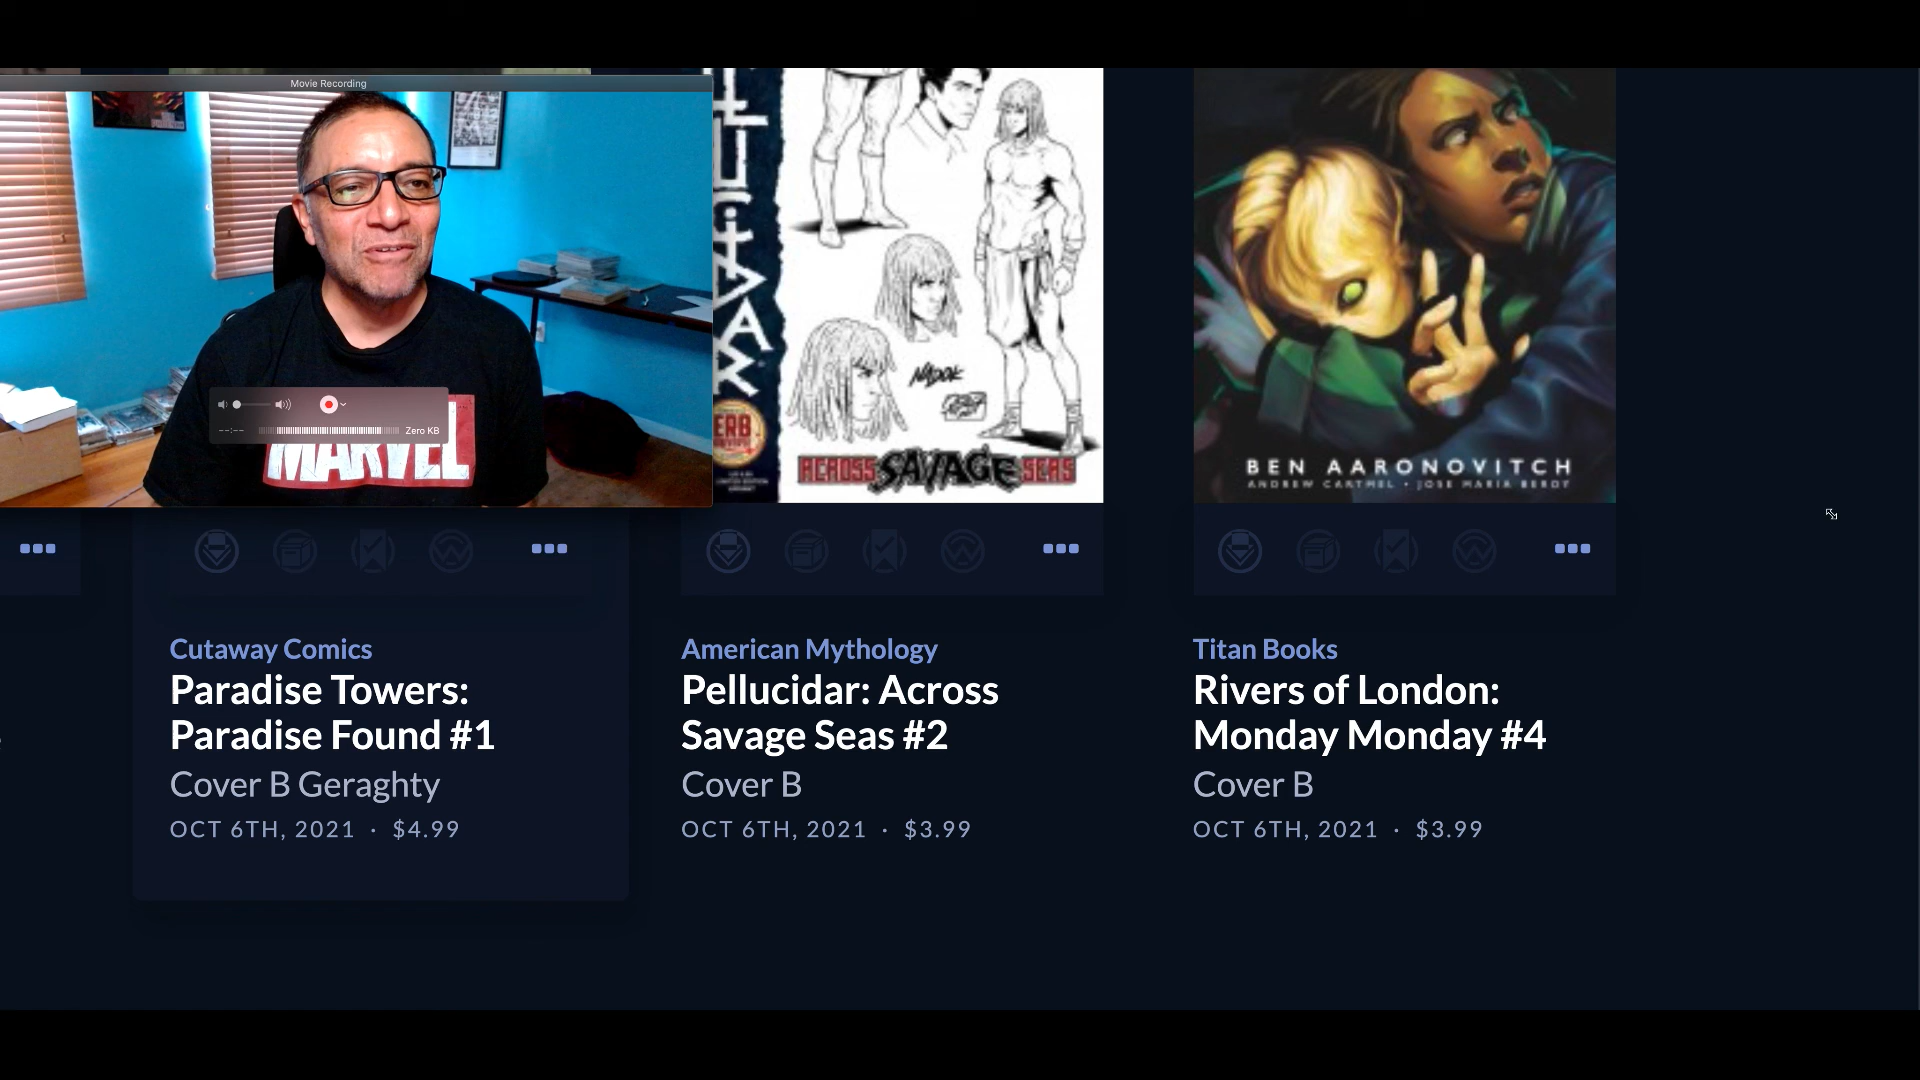 Movie Recording
MARVEL
--:--
Zero KB
ERB
NADOK
ACROSS SAVAGE SEAS
BEN AARONOVITCH
ANDREW CARTMEL • JOSE MARIA BEROY
Cutaway Comics
Paradise Towers:
Paradise Found #1
Cover B Geraghty
OCT 6TH, 2021 · $4.99
American Mythology
Pellucidar: Across
Savage Seas #2
Cover B
OCT 6TH, 2021 · $3.99
Titan Books
Rivers of London:
Monday Monday #4
Cover B
OCT 6TH, 2021 · $3.99